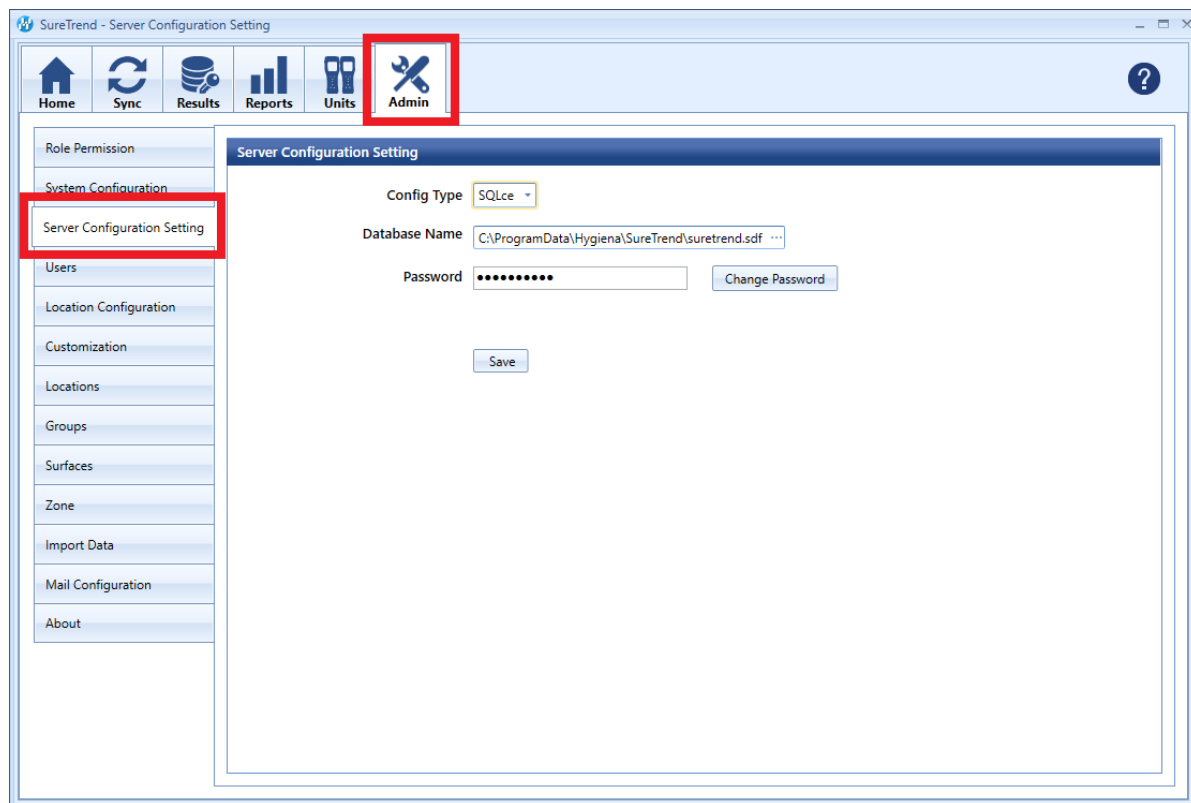 SureTrend - Server Configuration Setting
Home Sync Results Reports Units Admin
?
Role Permission
System Configuration
Server Configuration Setting
Users
Location Configuration
Customization
Locations
Groups
Surfaces
Zone
Import Data
Mail Configuration
About
Server Configuration Setting
Config Type SQLce
Database Name C:\ProgramData\Hygiena\SureTrend\suretrend.sdf ...
Password ●●●●●●●●●● Change Password
Save